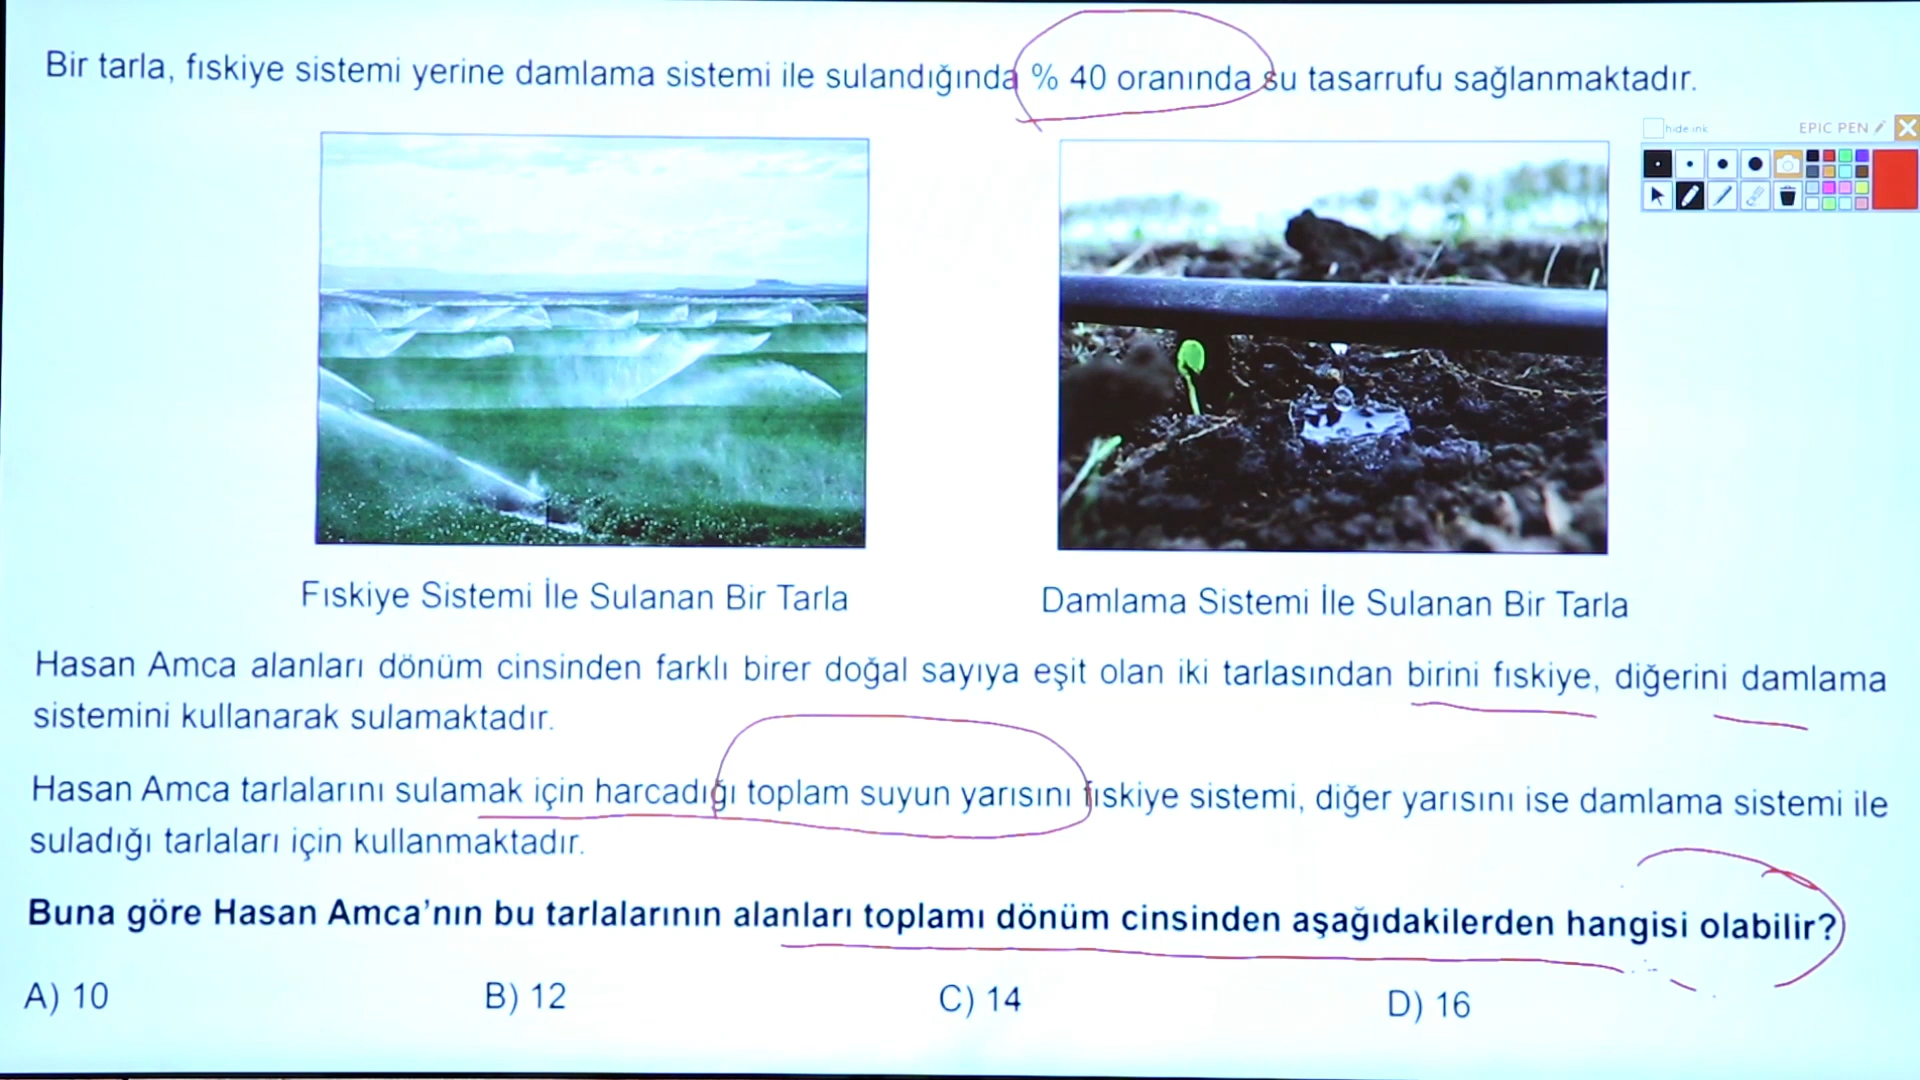 Bir tarla, fıskiye sistemi yerine damlama sistemi ile sulandığında % 40 oranında su tasarrufu sağlanmaktadır.
hide ink
EPIC PEN
Fıskiye Sistemi İle Sulanan Bir Tarla
Damlama Sistemi İle Sulanan Bir Tarla
Hasan Amca alanları dönüm cinsinden farklı birer doğal sayıya eşit olan iki tarlasından birini fıskiye, diğerini damlama
sistemini kullanarak sulamaktadır.
Hasan Amca tarlalarını sulamak için harcadığı toplam suyun yarısını fıskiye sistemi, diğer yarısını ise damlama sistemi ile
suladığı tarlaları için kullanmaktadır.
Buna göre Hasan Amca'nın bu tarlalarının alanları toplamı dönüm cinsinden aşağıdakilerden hangisi olabilir?
A) 10
B) 12
C) 14
D) 16